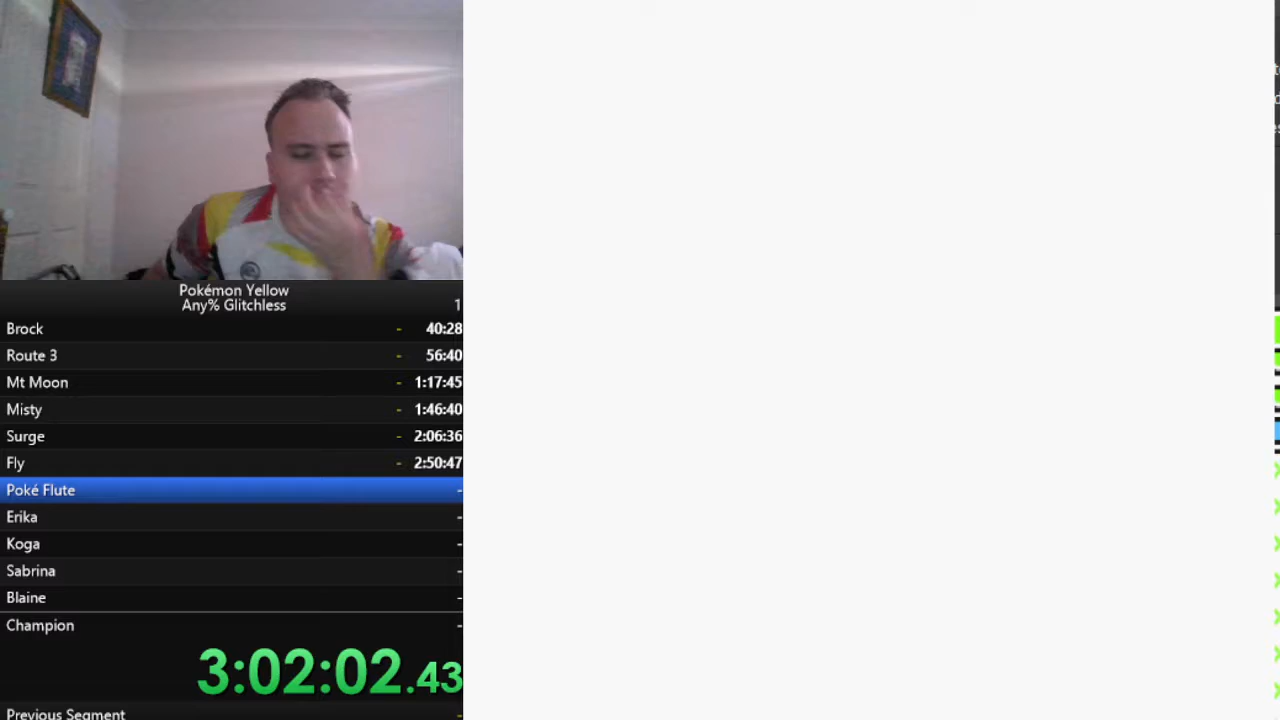 Pokémon Yellow
Any% Glitchless 1
Brock - 40:28
Route 3 - 56:40
Mt Moon - 1:17:45
Misty - 1:46:40
Surge - 2:06:36
Fly - 2:50:47
Poké Flute -
Erika -
Koga -
Sabrina -
Blaine -
Champion -
3:02:02.43
Previous Segment -